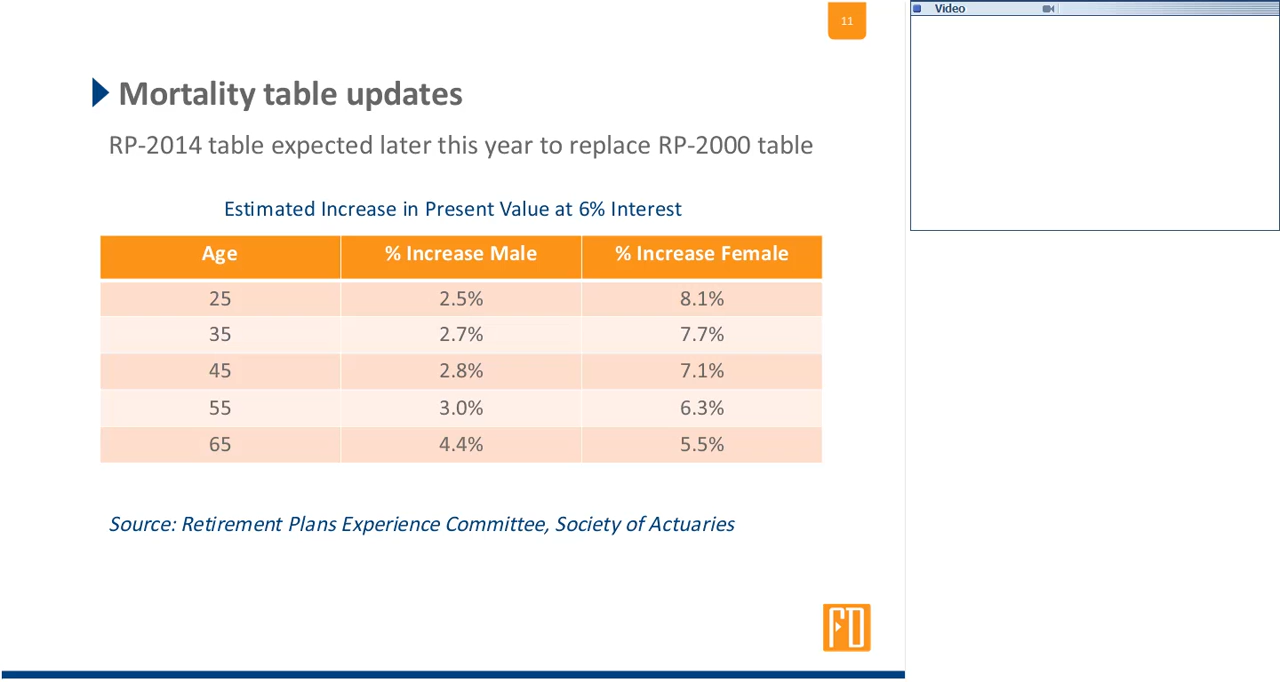 11
Video
Mortality table updates
RP-2014 table expected later this year to replace RP-2000 table
Estimated Increase in Present Value at 6% Interest
Age % Increase Male % Increase Female
25 2.5% 8.1%
35 2.7% 7.7%
45 2.8% 7.1%
55 3.0% 6.3%
65 4.4% 5.5%
Source: Retirement Plans Experience Committee, Society of Actuaries
FD